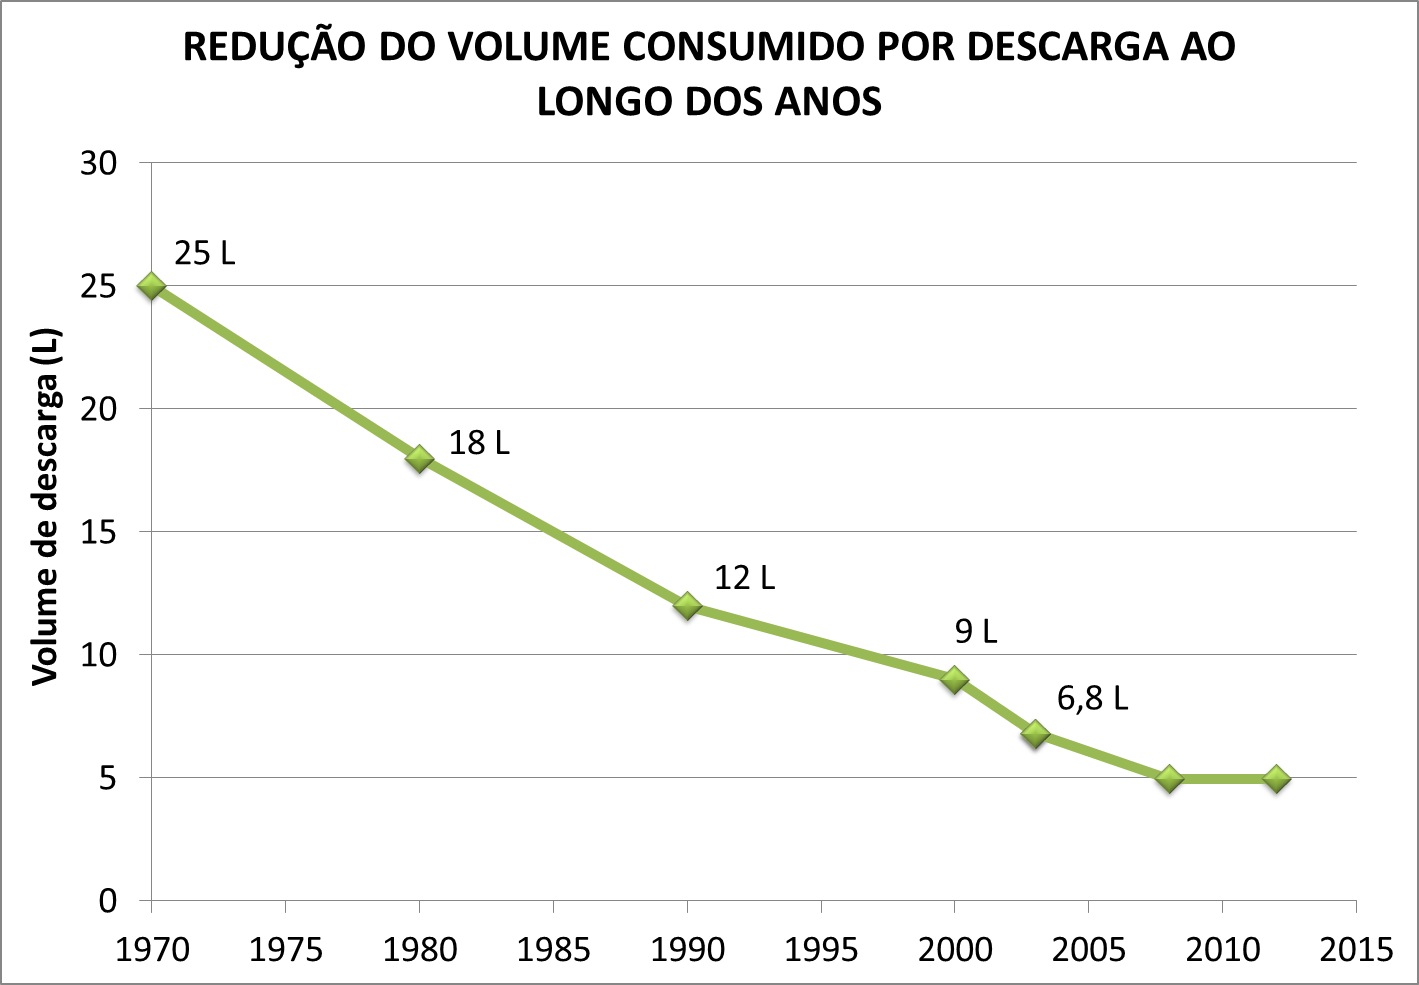 REDUÇÃO DO VOLUME CONSUMIDO POR DESCARGA AO
LONGO DOS ANOS
Volume de descarga (L)
30
25
20
15
10
5
0
25 L
18 L
12 L
9 L
6,8 L
1970 1975 1980 1985 1990 1995 2000 2005 2010 2015